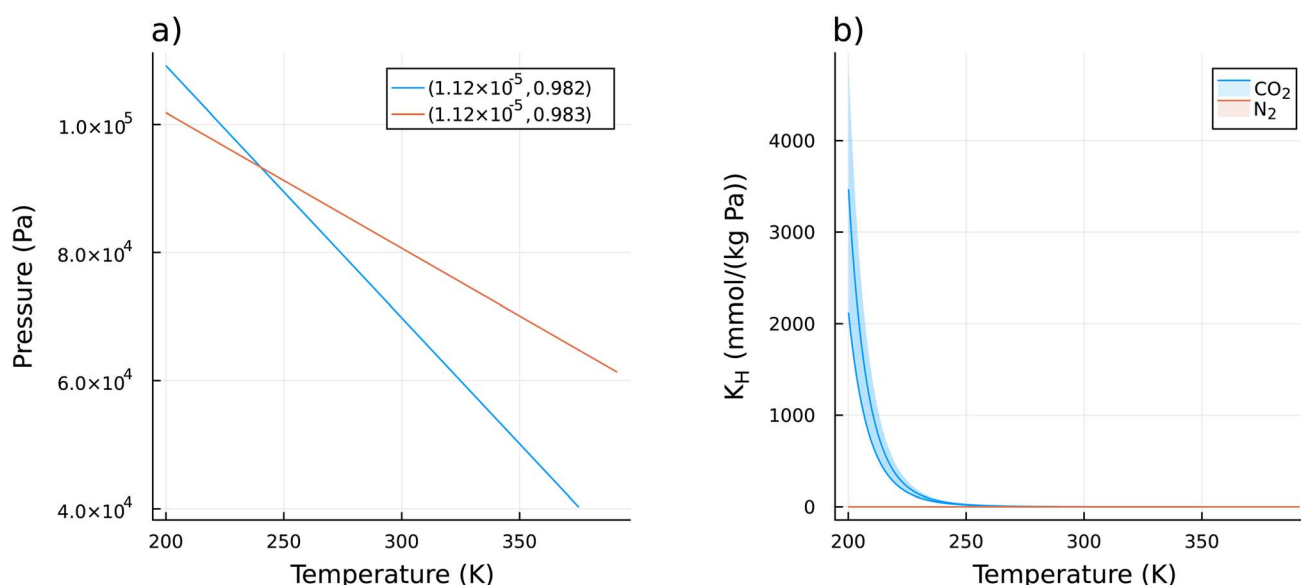 a)
(1.12×10⁻⁵, 0.982)
(1.12×10⁻⁵, 0.983)
1.0×10⁵
8.0×10⁴
6.0×10⁴
4.0×10⁴
Pressure (Pa)
200 250 300 350
Temperature (K)
b)
CO₂
N₂
4000
3000
2000
1000
0
K_H (mmol/(kg Pa))
200 250 300 350
Temperature (K)